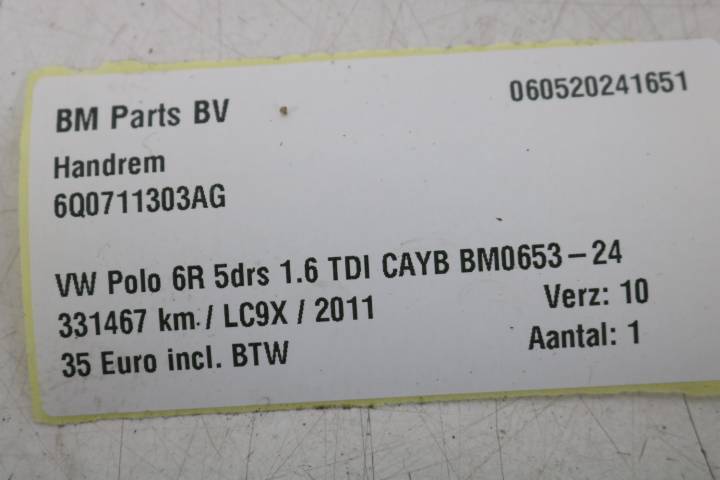 BM Parts BV 060520241651
Handrem
6Q0711303AG
VW Polo 6R 5drs 1.6 TDI CAYB BM0653-24
331467 km / LC9X / 2011 Verz: 10
35 Euro incl. BTW Aantal: 1